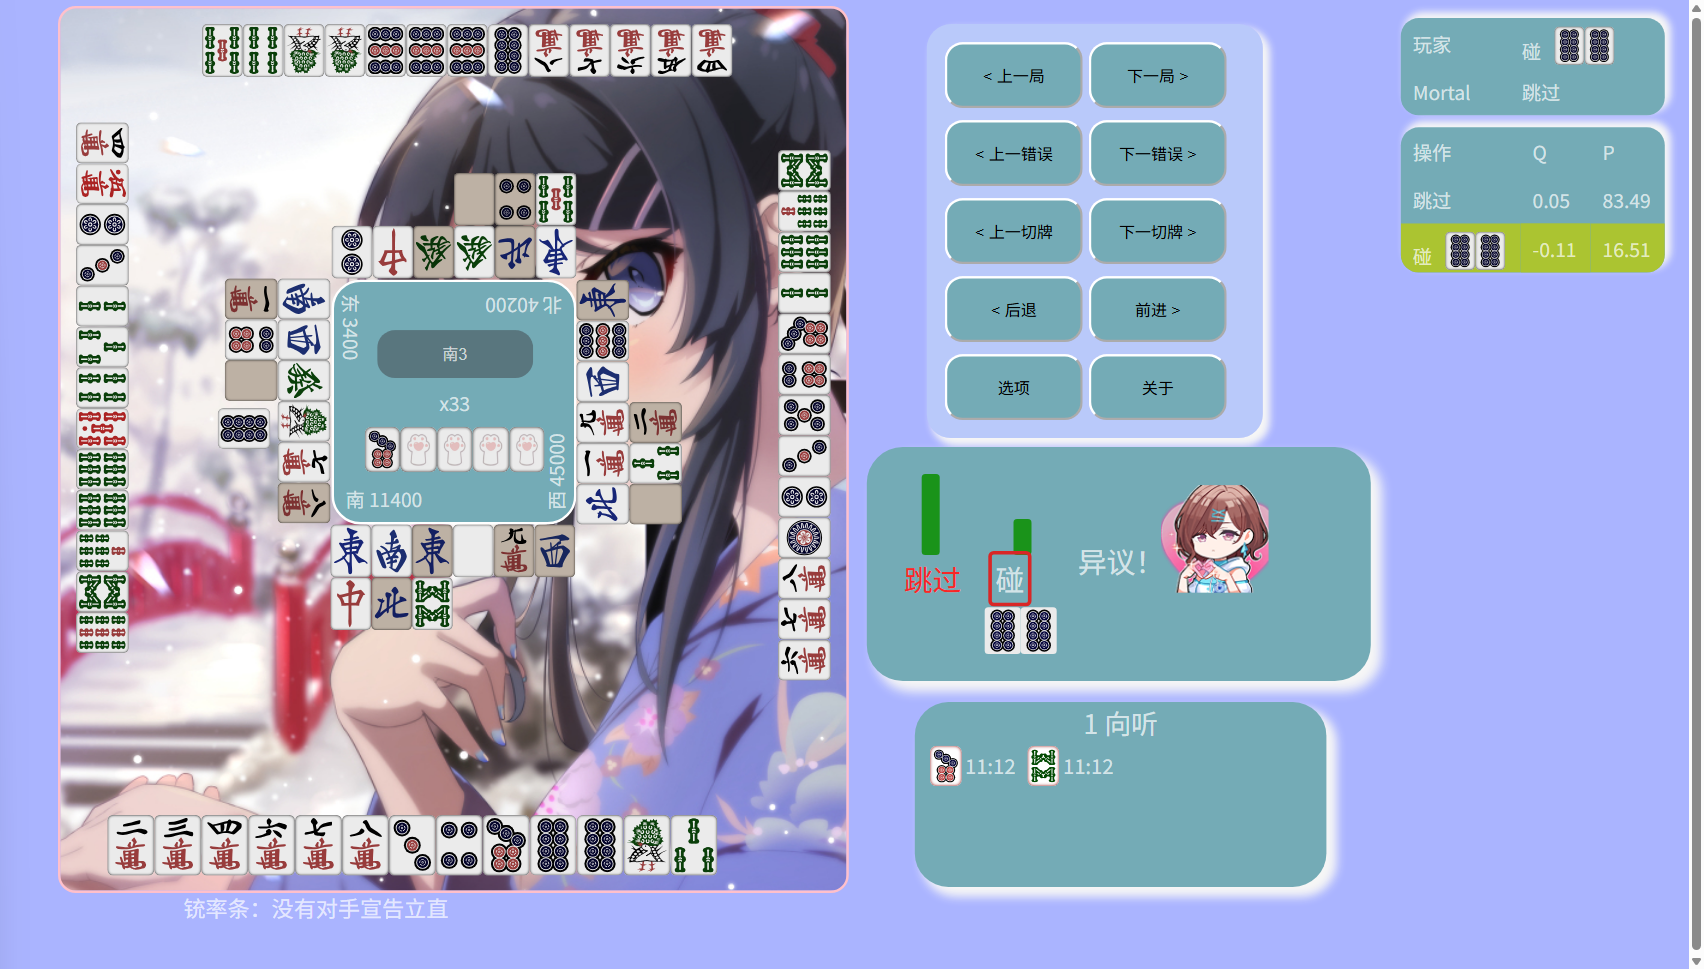 < 上一局
下一局 >
< 上一错误
下一错误 >
< 上一切牌
下一切牌 >
< 后退
前进 >
选项
关于
玩家
碰
Mortal
跳过
操作
Q
P
跳过
0.05
83.49
碰
-0.11
16.51
东 3400
北 40200
南3
x33
西 45000
南 11400
跳过
碰
异议！
1 向听
11:12
11:12
铳率条：没有对手宣告立直